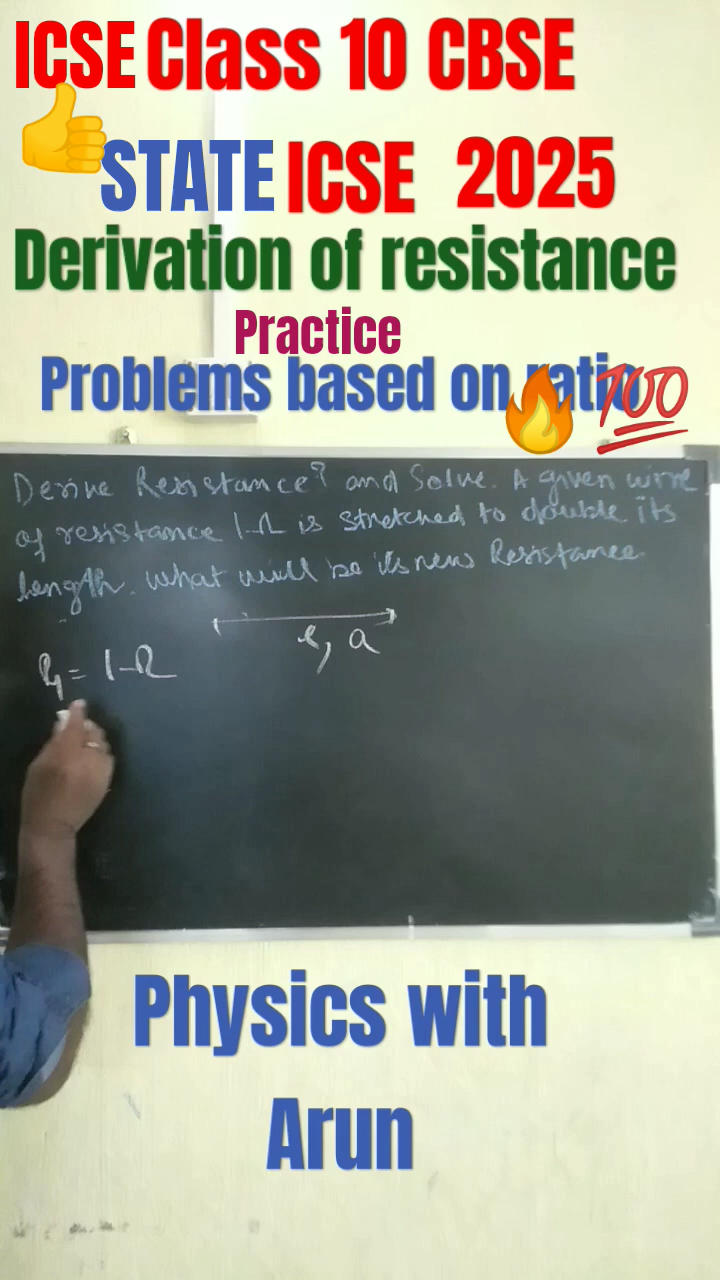 ICSE Class 10 CBSE
STATE ICSE 2025
Derivation of resistance
Practice
Problems based on ratio
Derive Resistance? and Solve. A given wire
of resistance 1-Ω is stretched to double its
length. What will be its new Resistance.
l, a
R₁ = 1-Ω
Physics with
Arun